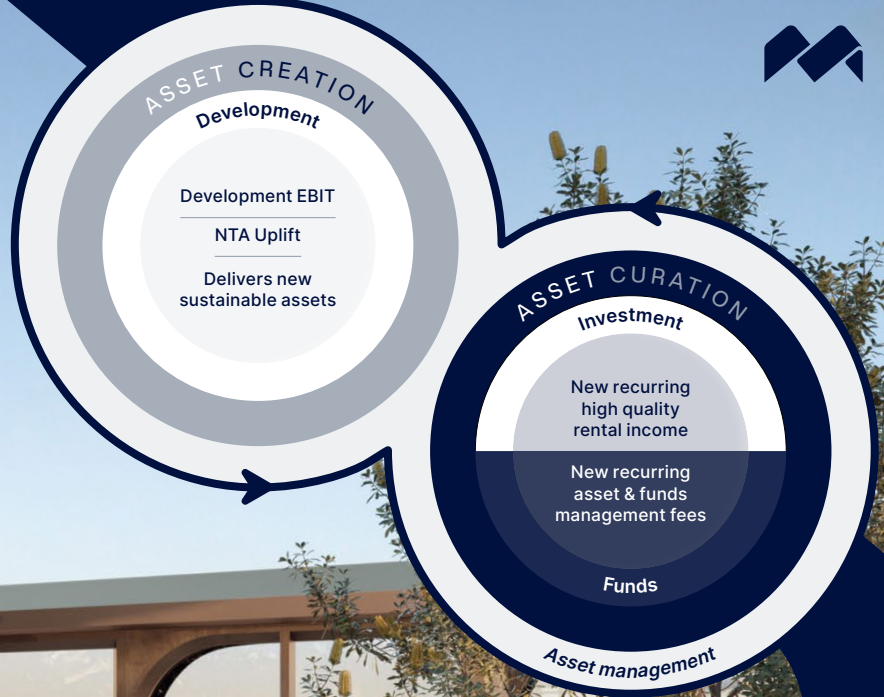 ASSET CREATION
Development
Development EBIT
NTA Uplift
Delivers new
sustainable assets
ASSET CURATION
Investment
New recurring
high quality
rental income
New recurring
asset & funds
management fees
Funds
Asset management